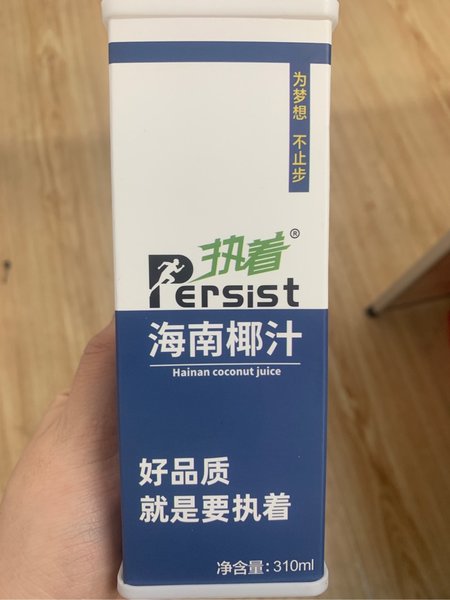 为梦想 不止步
执着®
Persist
海南椰汁
Hainan coconut juice
好品质
就是要执着
净含量:310ml